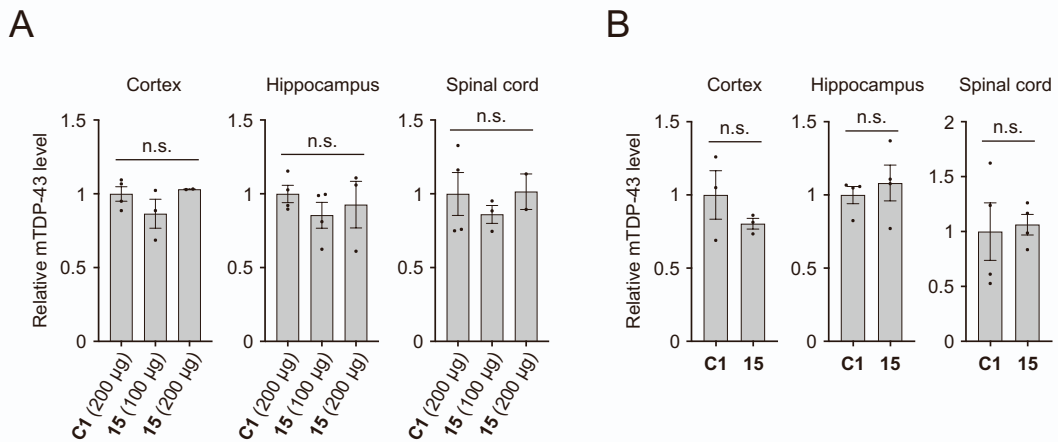 A
B
Cortex
Hippocampus
Spinal cord
Relative mTDP-43 level
1.5
1
0.5
0
n.s.
C1 (200 µg)
15 (100 µg)
15 (200 µg)
1.5
1
0.5
0
n.s.
C1 (200 µg)
15 (100 µg)
15 (200 µg)
1.5
1
0.5
0
n.s.
C1 (200 µg)
15 (100 µg)
15 (200 µg)
Cortex
Hippocampus
Spinal cord
Relative mTDP-43 level
1.5
1
0.5
0
n.s.
C1 15
1.5
1
0.5
0
n.s.
C1 15
2
1.5
1
0.5
0
n.s.
C1 15